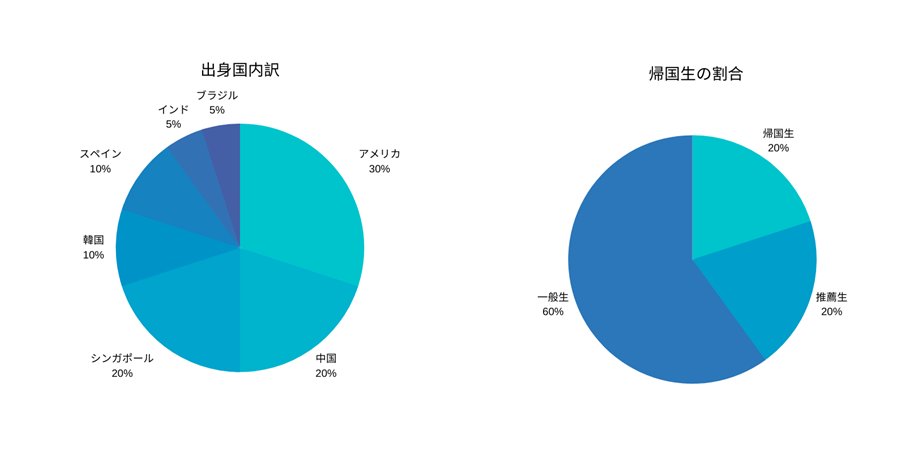 出身国内訳
ブラジル
5%
インド
5%
アメリカ
30%
スペイン
10%
韓国
10%
シンガポール
20%
中国
20%
帰国生の割合
帰国生
20%
一般生
60%
推薦生
20%